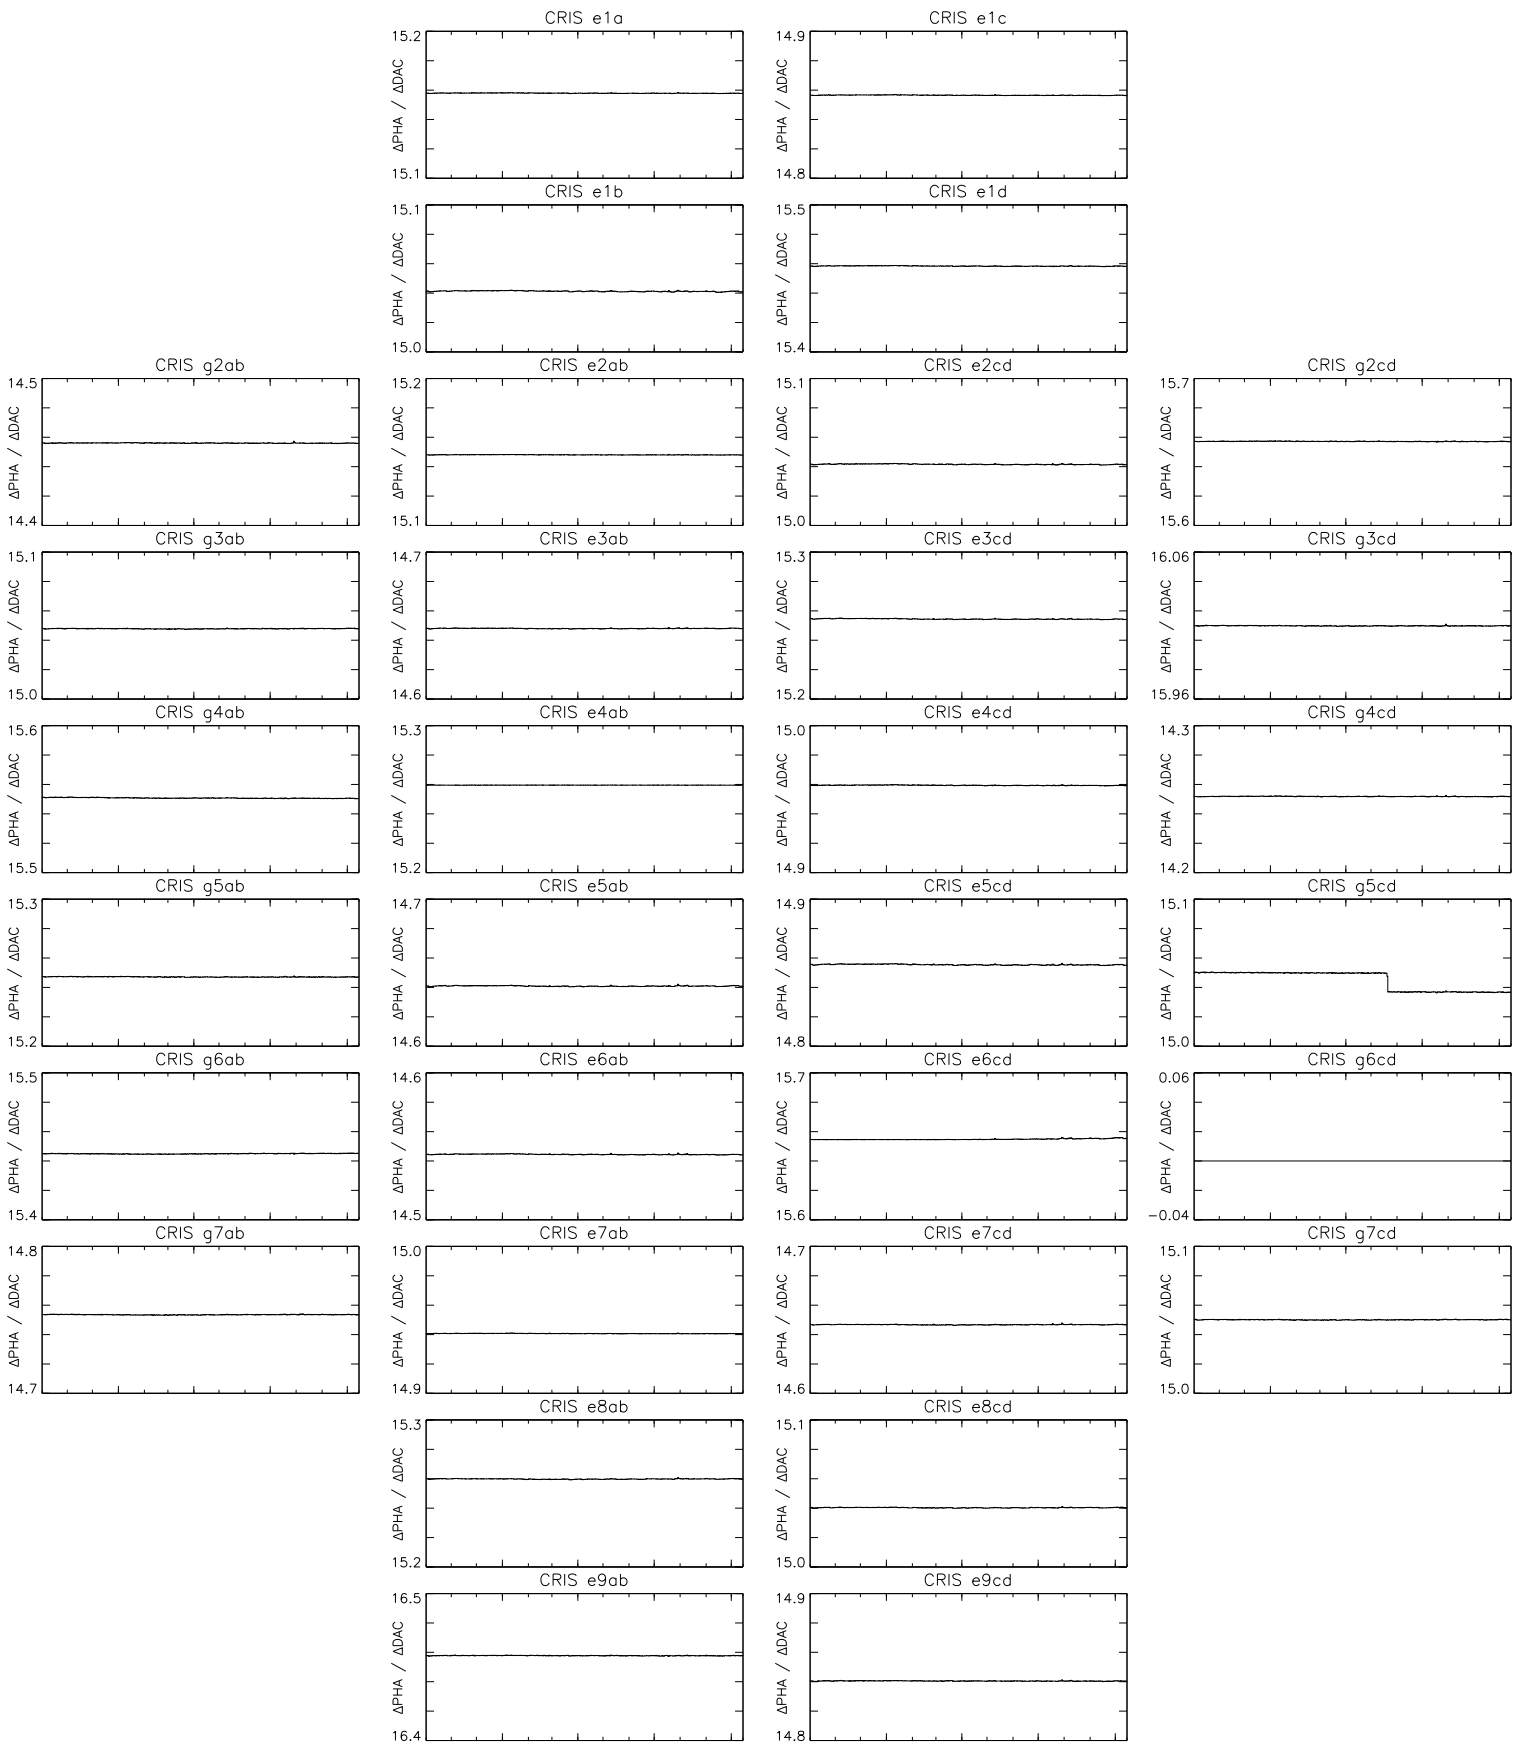 CRIS e1a
15.2
ΔPHA / ΔDAC
15.1
CRIS e1c
14.9
ΔPHA / ΔDAC
14.8
CRIS e1b
15.1
ΔPHA / ΔDAC
15.0
CRIS e1d
15.5
ΔPHA / ΔDAC
15.4
CRIS g2ab
14.5
ΔPHA / ΔDAC
14.4
CRIS e2ab
15.2
ΔPHA / ΔDAC
15.1
CRIS e2cd
15.1
ΔPHA / ΔDAC
15.0
CRIS g2cd
15.7
ΔPHA / ΔDAC
15.6
CRIS g3ab
15.1
ΔPHA / ΔDAC
15.0
CRIS e3ab
14.7
ΔPHA / ΔDAC
14.6
CRIS e3cd
15.3
ΔPHA / ΔDAC
15.2
CRIS g3cd
16.06
ΔPHA / ΔDAC
15.96
CRIS g4ab
15.6
ΔPHA / ΔDAC
15.5
CRIS e4ab
15.3
ΔPHA / ΔDAC
15.2
CRIS e4cd
15.0
ΔPHA / ΔDAC
14.9
CRIS g4cd
14.3
ΔPHA / ΔDAC
14.2
CRIS g5ab
15.3
ΔPHA / ΔDAC
15.2
CRIS e5ab
14.7
ΔPHA / ΔDAC
14.6
CRIS e5cd
14.9
ΔPHA / ΔDAC
14.8
CRIS g5cd
15.1
ΔPHA / ΔDAC
15.0
CRIS g6ab
15.5
ΔPHA / ΔDAC
15.4
CRIS e6ab
14.6
ΔPHA / ΔDAC
14.5
CRIS e6cd
15.7
ΔPHA / ΔDAC
15.6
CRIS g6cd
0.06
ΔPHA / ΔDAC
−0.04
CRIS g7ab
14.8
ΔPHA / ΔDAC
14.7
CRIS e7ab
15.0
ΔPHA / ΔDAC
14.9
CRIS e7cd
14.7
ΔPHA / ΔDAC
14.6
CRIS g7cd
15.1
ΔPHA / ΔDAC
15.0
CRIS e8ab
15.3
ΔPHA / ΔDAC
15.2
CRIS e8cd
15.1
ΔPHA / ΔDAC
15.0
CRIS e9ab
16.5
ΔPHA / ΔDAC
16.4
CRIS e9cd
14.9
ΔPHA / ΔDAC
14.8